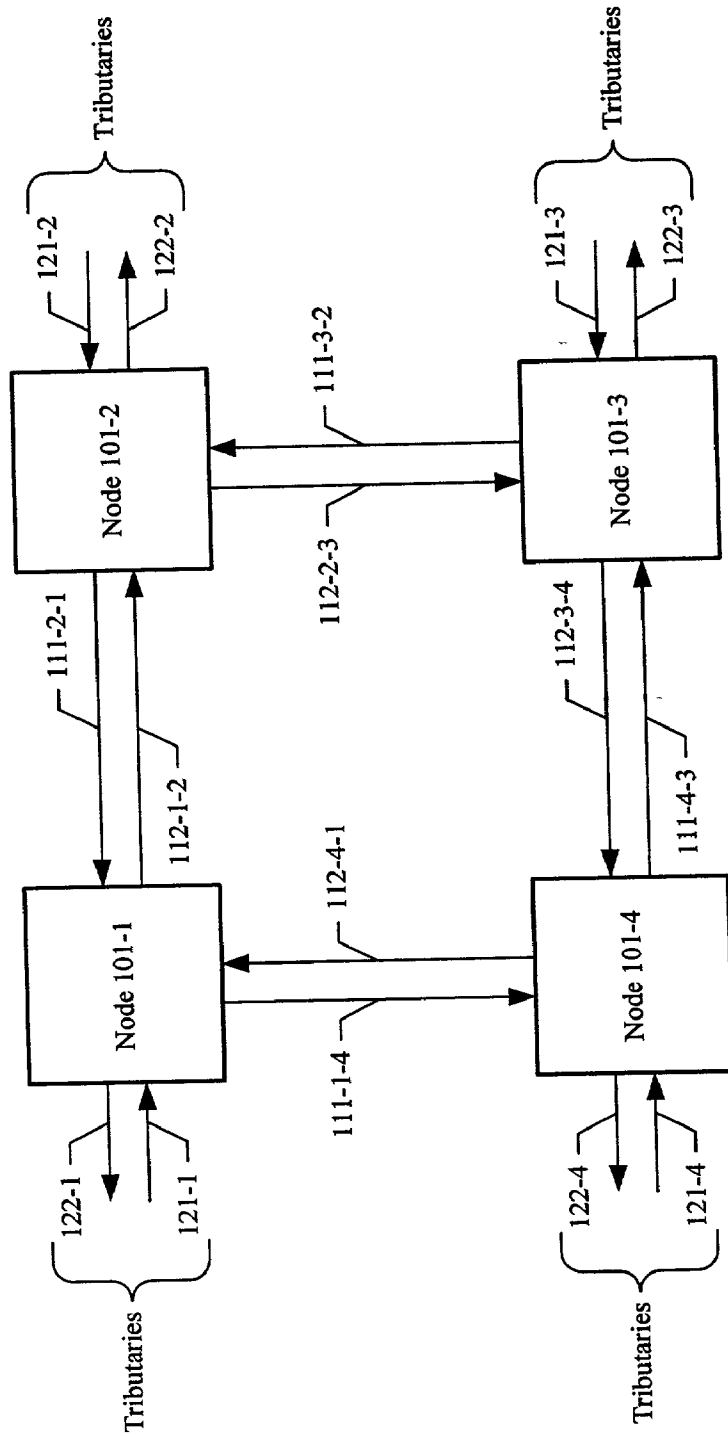 Tributaries
122-1
121-1
Node 101-1
111-2-1
112-1-2
Node 101-2
121-2
122-2
Tributaries
111-1-4
112-4-1
112-2-3
111-3-2
Tributaries
122-4
121-4
Node 101-4
112-3-4
111-4-3
Node 101-3
121-3
122-3
Tributaries